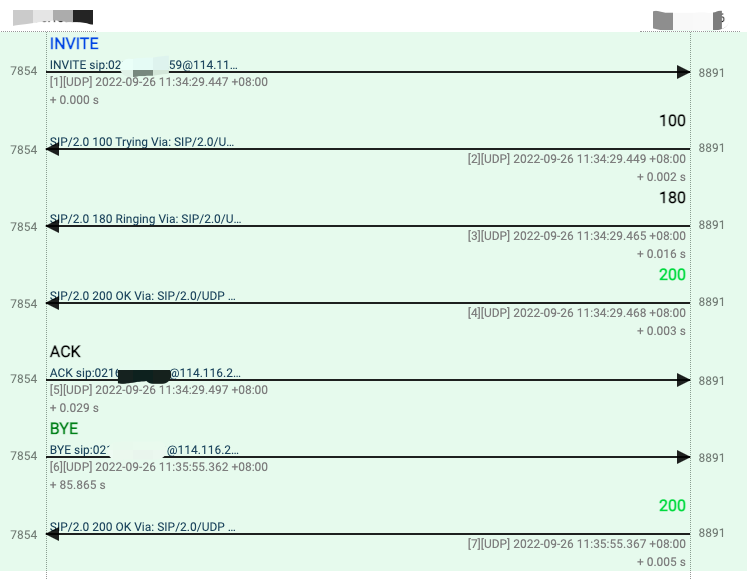 INVITE
INVITE sip:02 59@114.11...
7854 8891
[1][UDP] 2022-09-26 11:34:29.447 +08:00
+ 0.000 s
100
SIP/2.0 100 Trying Via: SIP/2.0/U...
7854 8891
[2][UDP] 2022-09-26 11:34:29.449 +08:00
+ 0.002 s
180
SIP/2.0 180 Ringing Via: SIP/2.0/U...
7854 8891
[3][UDP] 2022-09-26 11:34:29.465 +08:00
+ 0.016 s
200
SIP/2.0 200 OK Via: SIP/2.0/UDP ...
7854 8891
[4][UDP] 2022-09-26 11:34:29.468 +08:00
+ 0.003 s
ACK
ACK sip:0216 @114.116.2...
7854 8891
[5][UDP] 2022-09-26 11:34:29.497 +08:00
+ 0.029 s
BYE
BYE sip:02 @114.116.2...
7854 8891
[6][UDP] 2022-09-26 11:35:55.362 +08:00
+ 85.865 s
200
SIP/2.0 200 OK Via: SIP/2.0/UDP ...
7854 8891
[7][UDP] 2022-09-26 11:35:55.367 +08:00
+ 0.005 s